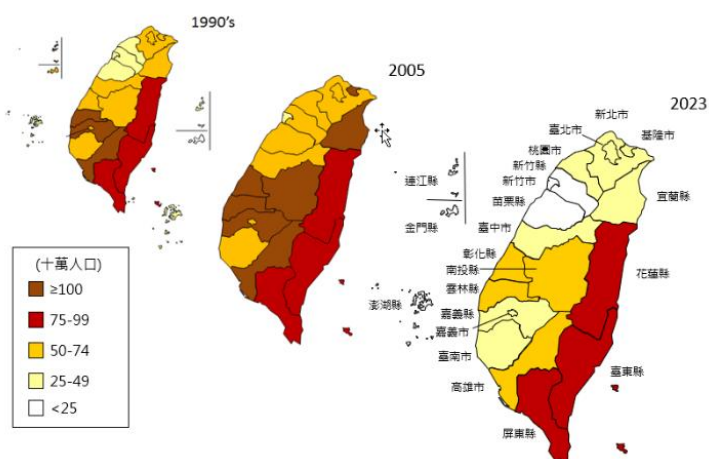 1990's
2005
2023
新北市
臺北市
基隆市
桃園市
新竹縣
新竹市
宜蘭縣
苗栗縣
連江縣
金門縣
臺中市
彰化縣
南投縣
花蓮縣
雲林縣
澎湖縣
嘉義縣
嘉義市
臺南市
臺東縣
高雄市
屏東縣
(十萬人口)
≥100
75-99
50-74
25-49
<25